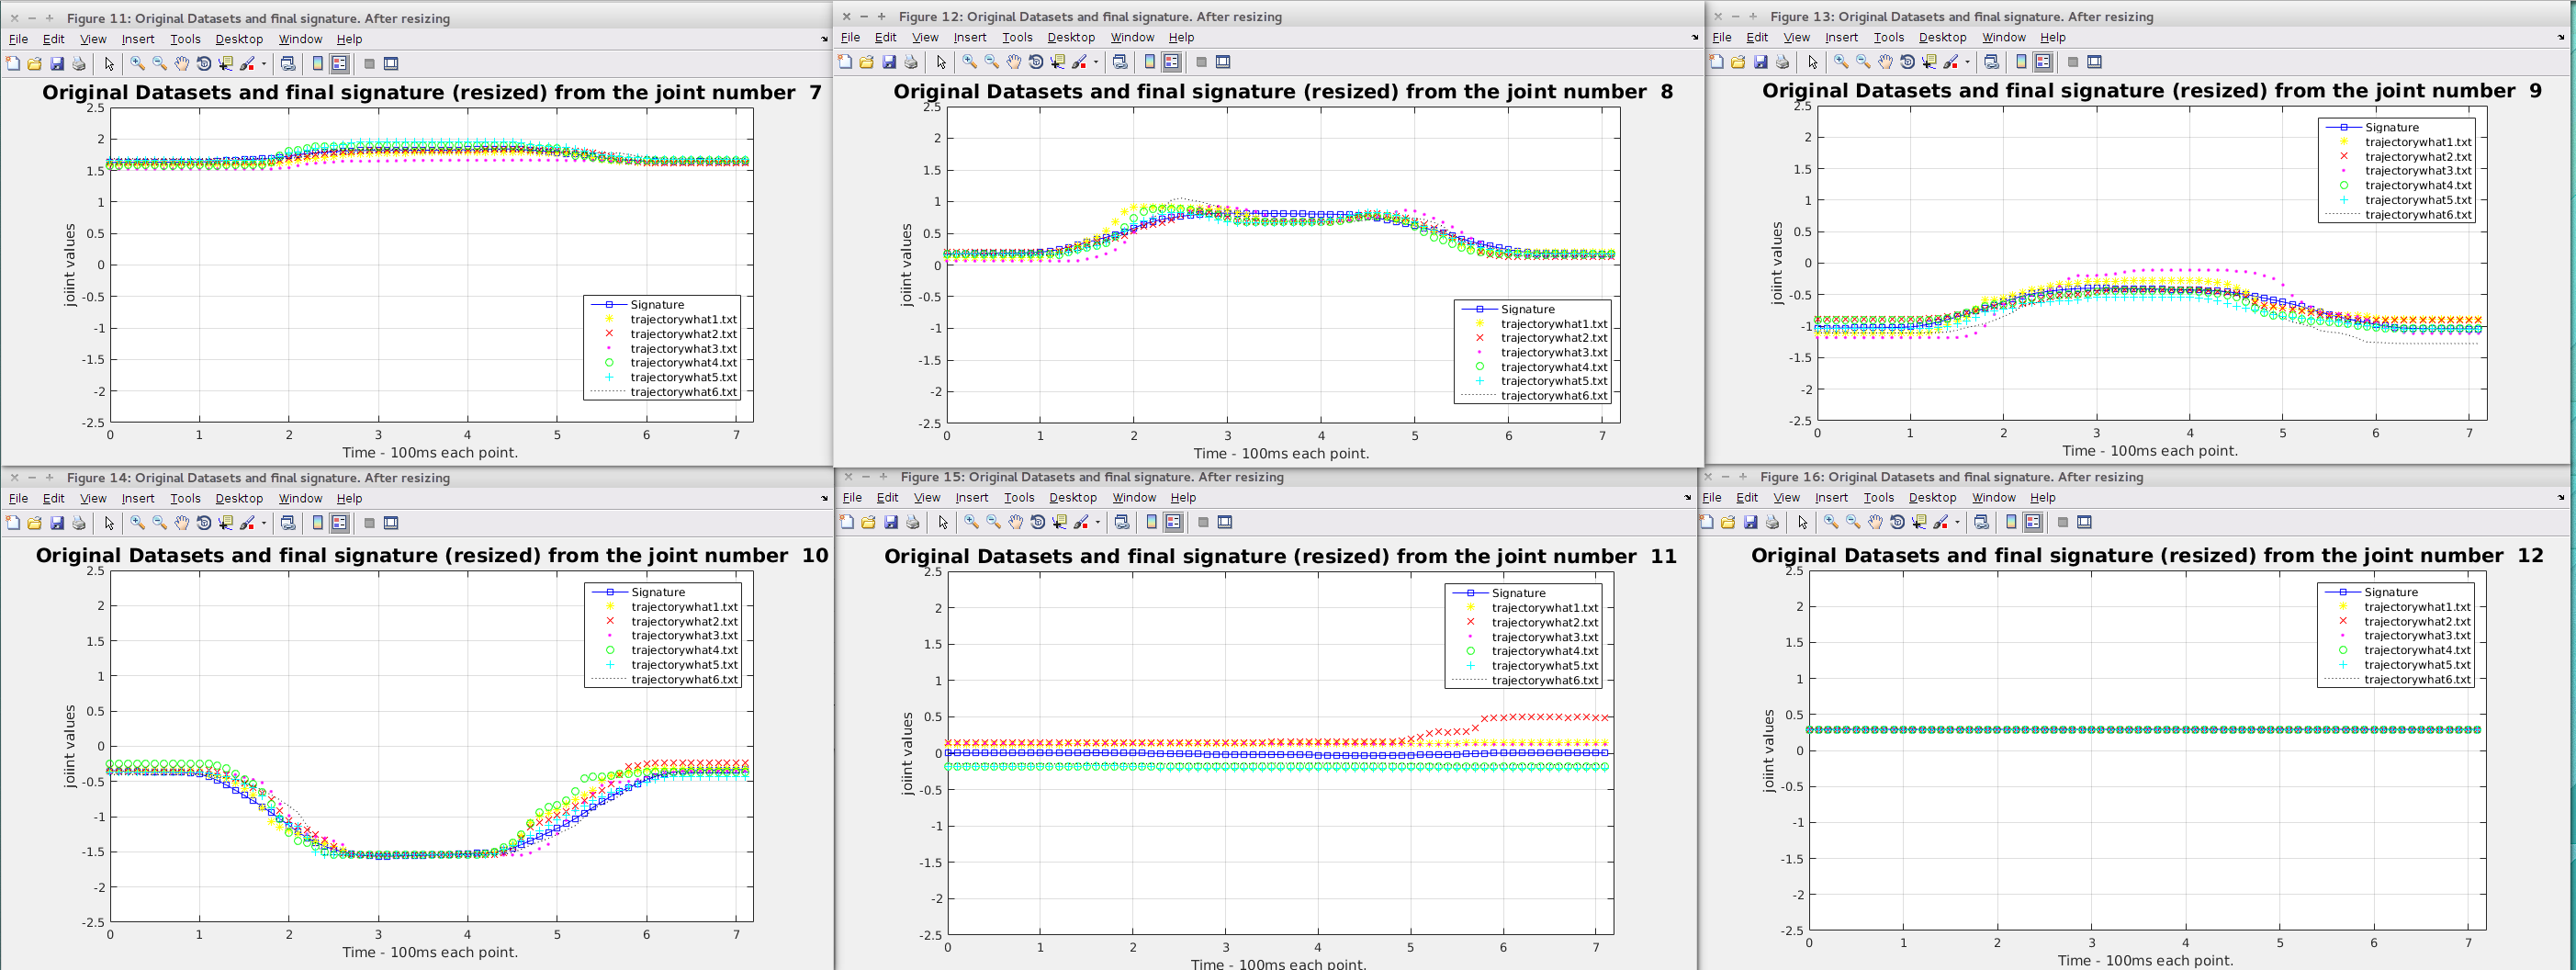 Figure 11: Original Datasets and final signature. After resizing
File Edit View Insert Tools Desktop Window Help
Original Datasets and final signature (resized) from the joint number 7
2.5
2
1.5
1
0.5
0
-0.5
-1
-1.5
-2
-2.5
joiint values
Signature
trajectorywhat1.txt
trajectorywhat2.txt
trajectorywhat3.txt
trajectorywhat4.txt
trajectorywhat5.txt
trajectorywhat6.txt
0 1 2 3 4 5 6 7
Time - 100ms each point.
Figure 12: Original Datasets and final signature. After resizing
File Edit View Insert Tools Desktop Window Help
Original Datasets and final signature (resized) from the joint number 8
2.5
2
1.5
1
0.5
0
-0.5
-1
-1.5
-2
-2.5
joiint values
Signature
trajectorywhat1.txt
trajectorywhat2.txt
trajectorywhat3.txt
trajectorywhat4.txt
trajectorywhat5.txt
trajectorywhat6.txt
0 1 2 3 4 5 6 7
Time - 100ms each point.
Figure 13: Original Datasets and final signature. After resizing
File Edit View Insert Tools Desktop Window Help
Original Datasets and final signature (resized) from the joint number 9
2.5
2
1.5
1
0.5
0
-0.5
-1
-1.5
-2
-2.5
joiint values
Signature
trajectorywhat1.txt
trajectorywhat2.txt
trajectorywhat3.txt
trajectorywhat4.txt
trajectorywhat5.txt
trajectorywhat6.txt
0 1 2 3 4 5 6 7
Time - 100ms each point.
Figure 14: Original Datasets and final signature. After resizing
File Edit View Insert Tools Desktop Window Help
Original Datasets and final signature (resized) from the joint number 10
2.5
2
1.5
1
0.5
0
-0.5
-1
-1.5
-2
-2.5
joiint values
Signature
trajectorywhat1.txt
trajectorywhat2.txt
trajectorywhat3.txt
trajectorywhat4.txt
trajectorywhat5.txt
trajectorywhat6.txt
0 1 2 3 4 5 6 7
Time - 100ms each point.
Figure 15: Original Datasets and final signature. After resizing
File Edit View Insert Tools Desktop Window Help
Original Datasets and final signature (resized) from the joint number 11
2.5
2
1.5
1
0.5
0
-0.5
-1
-1.5
-2
-2.5
joiint values
Signature
trajectorywhat1.txt
trajectorywhat2.txt
trajectorywhat3.txt
trajectorywhat4.txt
trajectorywhat5.txt
trajectorywhat6.txt
0 1 2 3 4 5 6 7
Time - 100ms each point.
Figure 16: Original Datasets and final signature. After resizing
File Edit View Insert Tools Desktop Window Help
Original Datasets and final signature (resized) from the joint number 12
2.5
2
1.5
1
0.5
0
-0.5
-1
-1.5
-2
-2.5
joiint values
Signature
trajectorywhat1.txt
trajectorywhat2.txt
trajectorywhat3.txt
trajectorywhat4.txt
trajectorywhat5.txt
trajectorywhat6.txt
0 1 2 3 4 5 6 7
Time - 100ms each point.